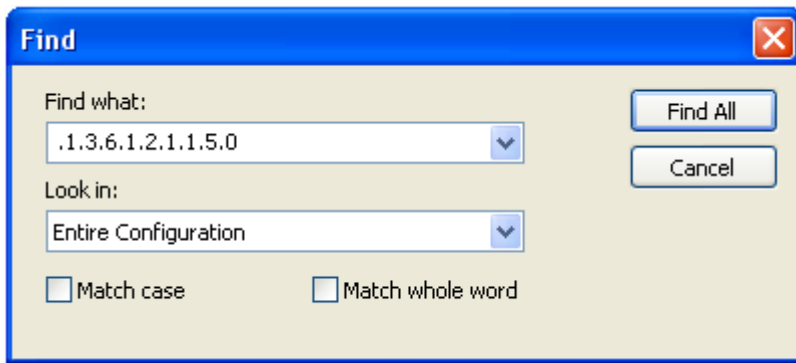 Find
Find what:
.1.3.6.1.2.1.1.5.0
Find All
Cancel
Look in:
Entire Configuration
Match case
Match whole word